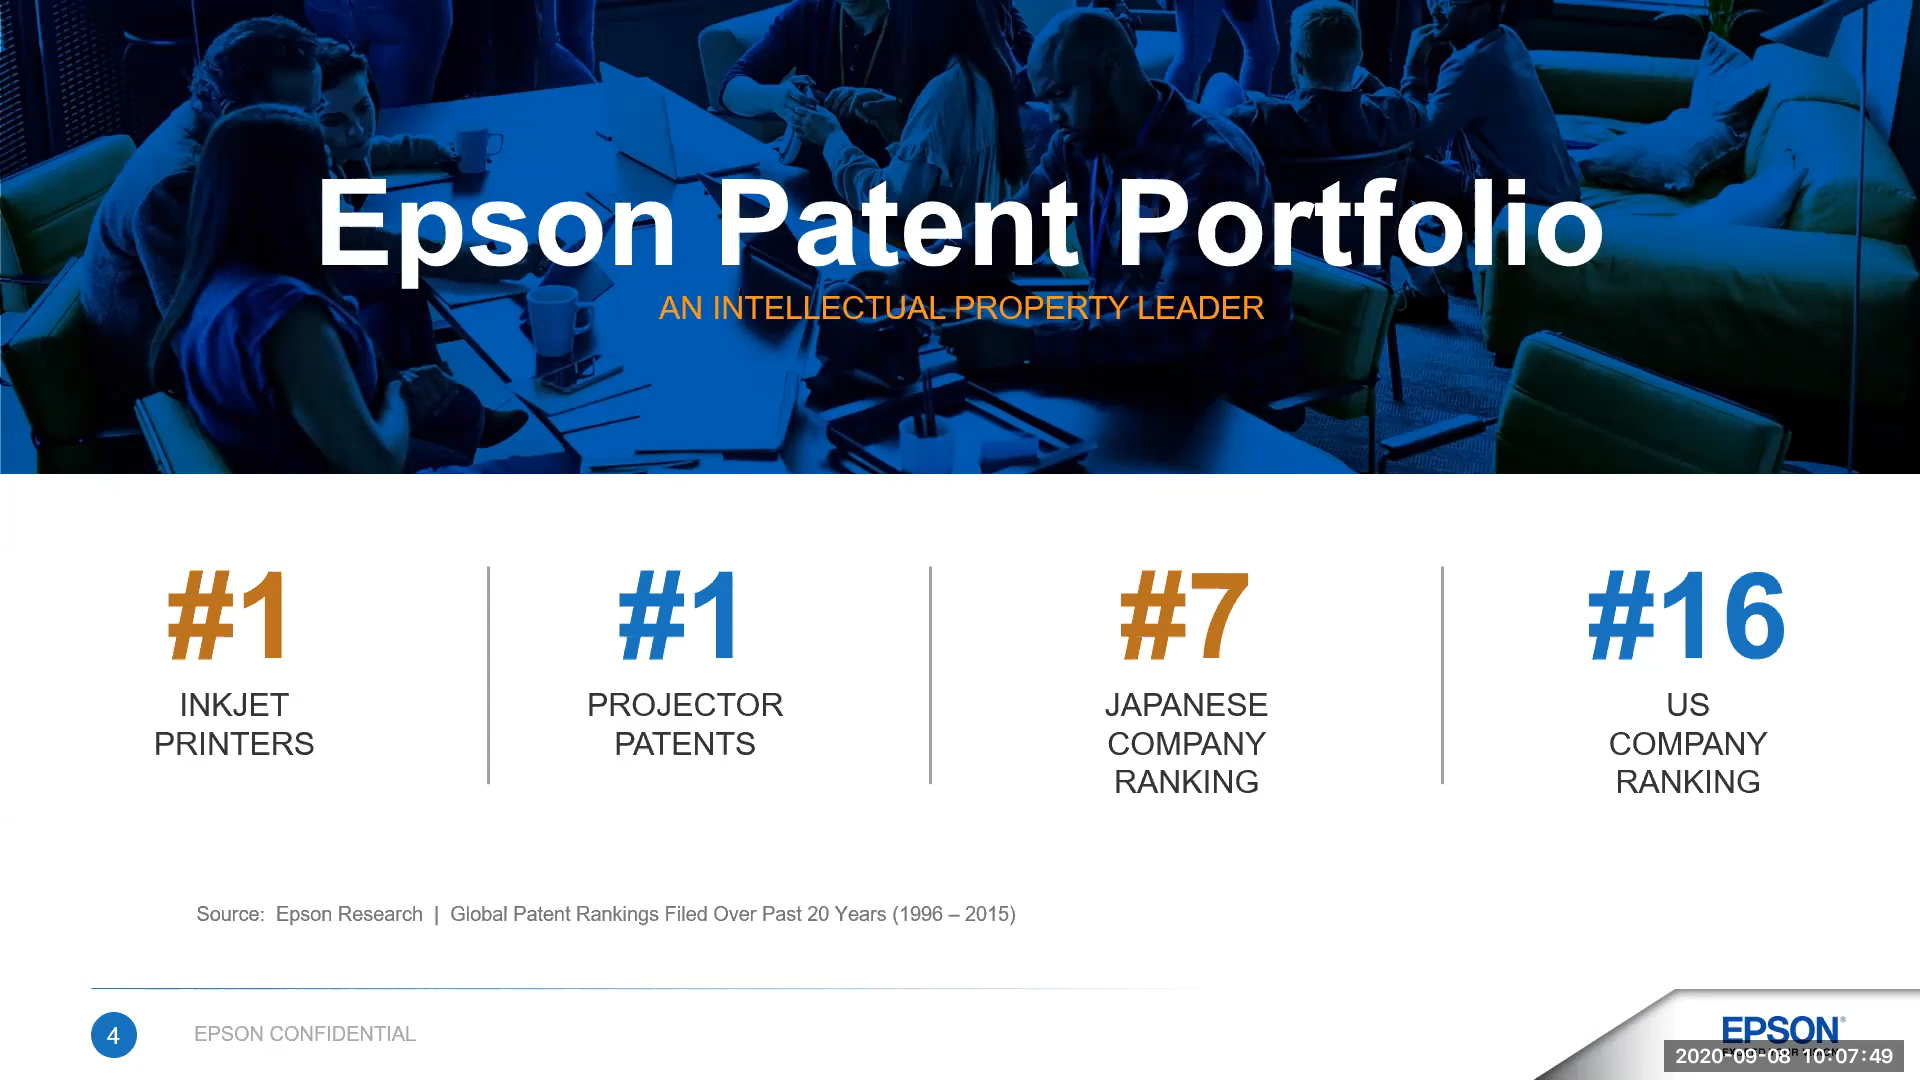 Epson Patent Portfolio
AN INTELLECTUAL PROPERTY LEADER
#1
INKJET
PRINTERS
#1
PROJECTOR
PATENTS
#7
JAPANESE
COMPANY
RANKING
#16
US
COMPANY
RANKING
Source: Epson Research | Global Patent Rankings Filed Over Past 20 Years (1996 – 2015)
4
EPSON CONFIDENTIAL
EPSON®
2020-09-08 10:07:49